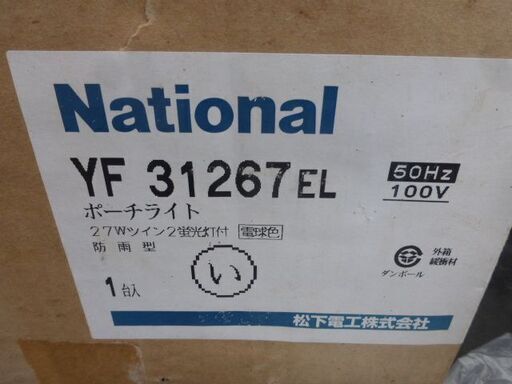 National
YF 31267EL
50Hz
100V
ポーチライト
27Wツイン2蛍光灯付 電球色
防雨型
い
1台入
ダンボール
外箱
緩衝材
松下電工株式会社